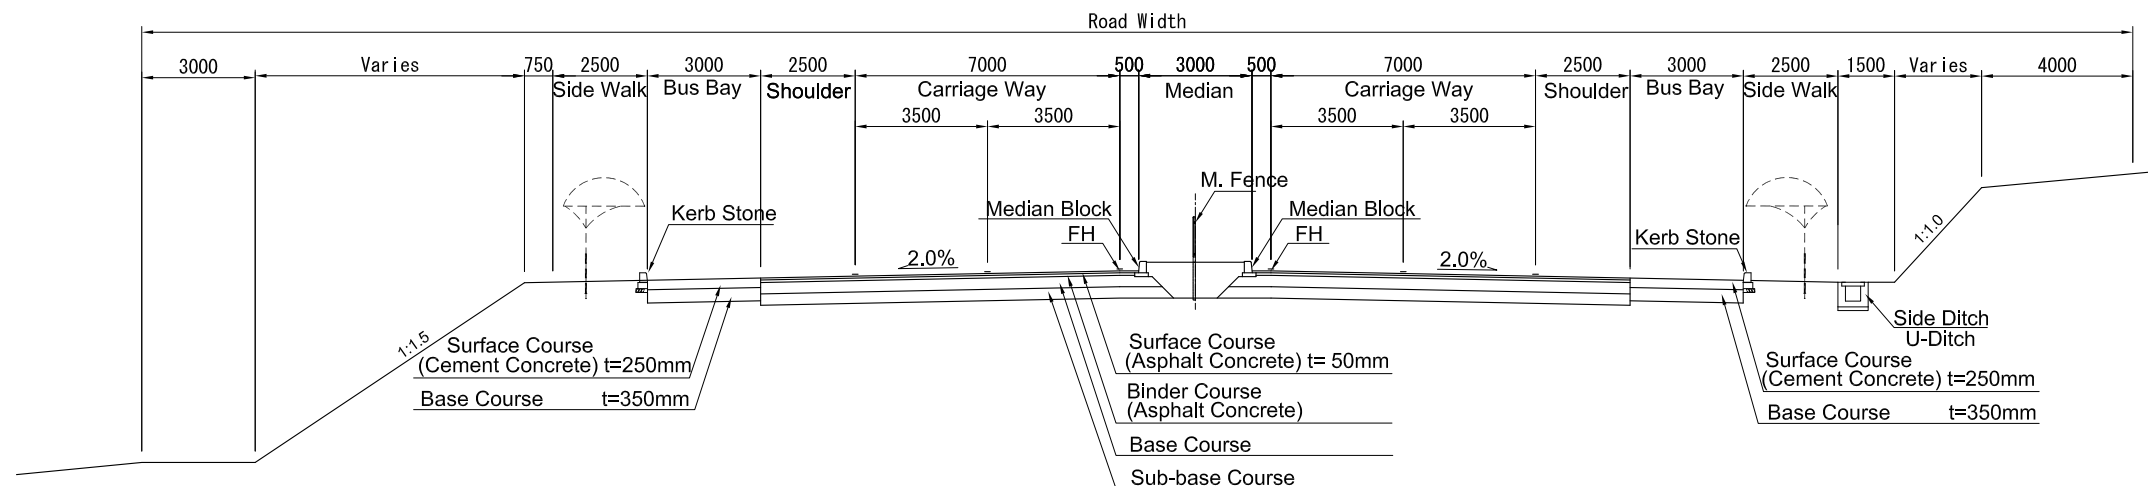 Road Width
3000 Varies 750 2500 3000 2500 7000 500 3000 500 7000 2500 3000 2500 1500 Varies 4000
Side Walk Bus Bay Shoulder Carriage Way Median Carriage Way Shoulder Bus Bay Side Walk
3500 3500 3500 3500
M. Fence
Kerb Stone Median Block Median Block
FH FH Kerb Stone
2.0% 2.0%
1:1.0
1:1.5
Side Ditch
U-Ditch
Surface Course
(Cement Concrete) t=250mm
Base Course t=350mm
Surface Course
(Asphalt Concrete) t= 50mm
Binder Course
(Asphalt Concrete)
Base Course
Sub-base Course
Surface Course
(Cement Concrete) t=250mm
Base Course t=350mm